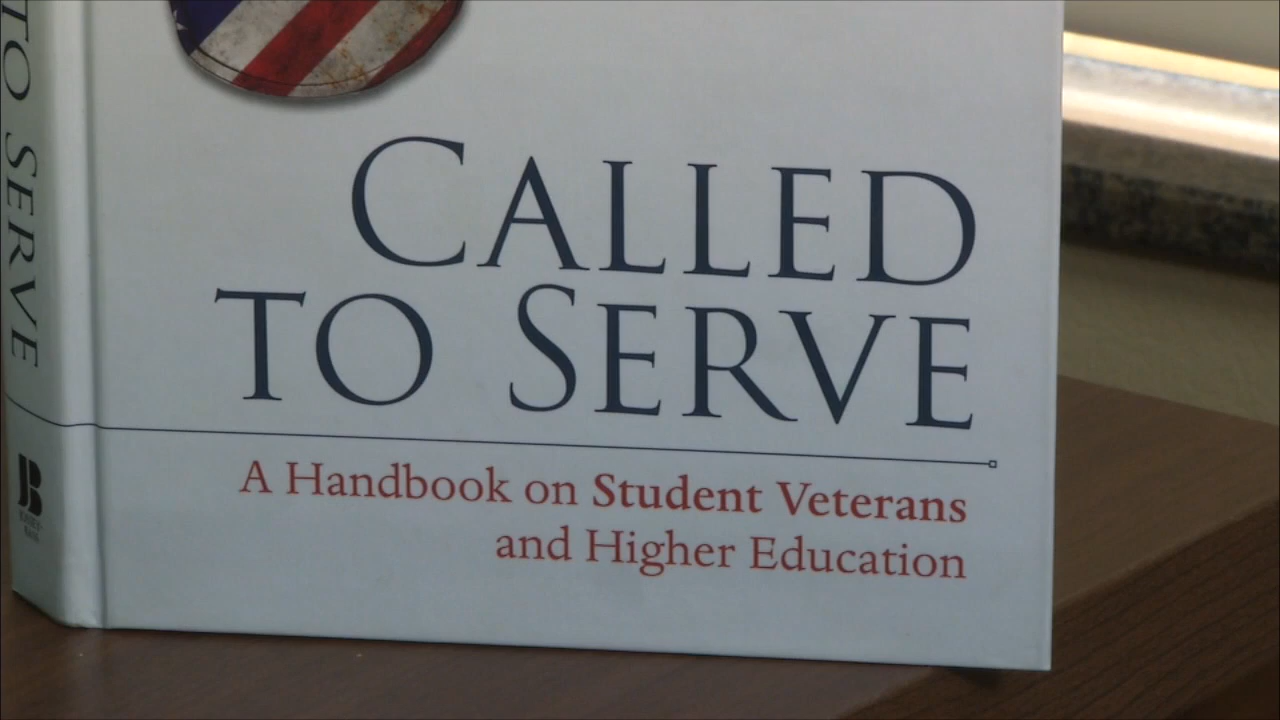 TO SERVE
CALLED
TO SERVE
A Handbook on Student Veterans
and Higher Education